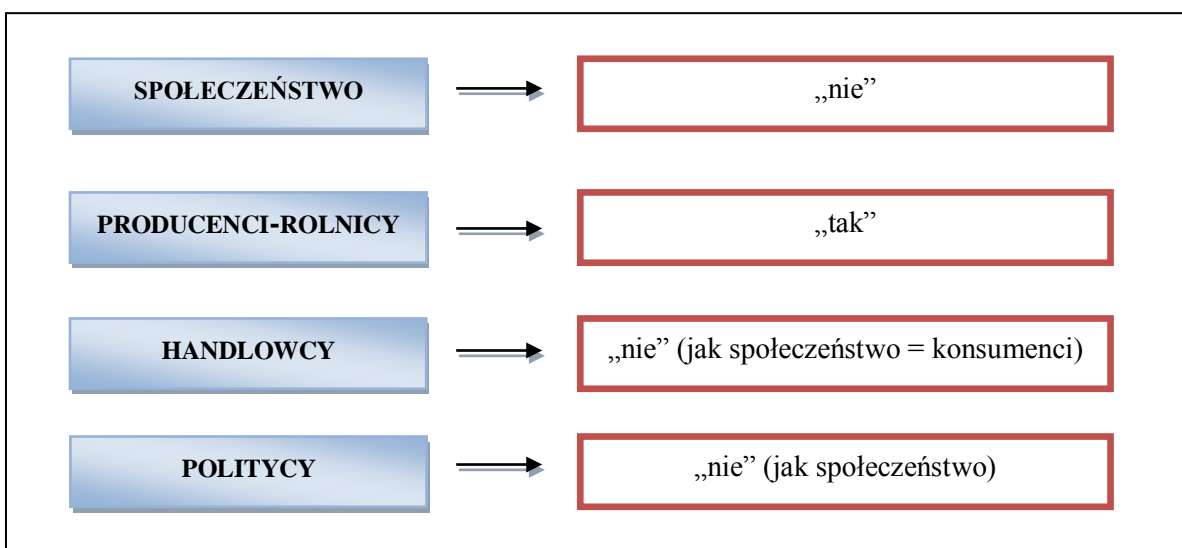 SPOŁECZEŃSTWO
„nie”
PRODUCENCI-ROLNICY
„tak”
HANDLOWCY
„nie” (jak społeczeństwo = konsumenci)
POLITYCY
„nie” (jak społeczeństwo)